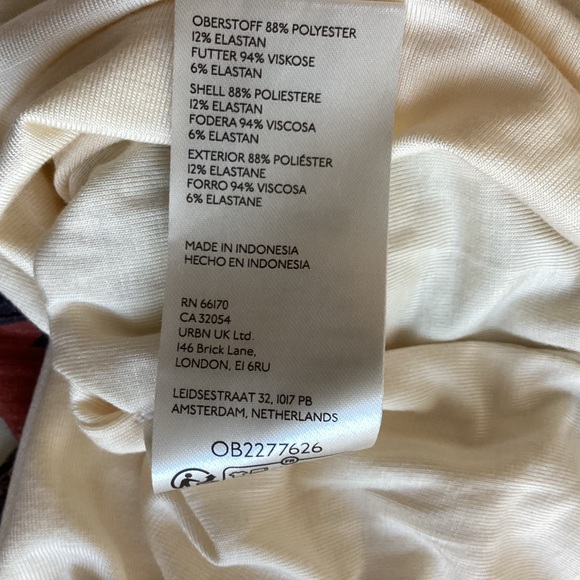 OBERSTOFF 88% POLYESTER
12% ELASTAN
FUTTER 94% VISKOSE
6% ELASTAN
SHELL 88% POLIESTERE
12% ELASTAN
FODERA 94% VISCOSA
6% ELASTAN
EXTERIOR 88% POLIÉSTER
12% ELASTANE
FORRO 94% VISCOSA
6% ELASTANE
MADE IN INDONESIA
HECHO EN INDONESIA
RN 66170
CA 32054
URBN UK Ltd.
146 Brick Lane,
LONDON, E1 6RU
LEIDSESTRAAT 32, 1017 PB
AMSTERDAM, NETHERLANDS
OB2277626